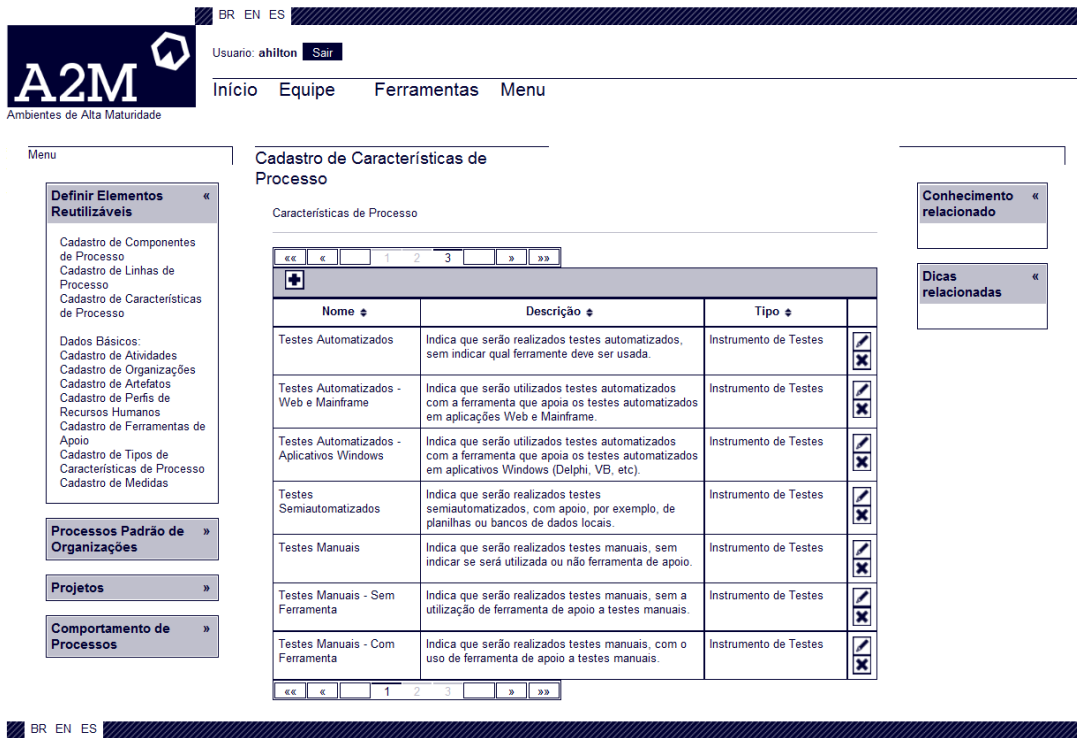 BR EN ES
A2M
Ambientes de Alta Maturidade
Usuario: ahilton Sair
Início Equipe Ferramentas Menu
Menu
Definir Elementos «
Reutilizáveis
Cadastro de Componentes
de Processo
Cadastro de Linhas de
Processo
Cadastro de Características
de Processo
Dados Básicos:
Cadastro de Atividades
Cadastro de Organizações
Cadastro de Artefatos
Cadastro de Perfis de
Recursos Humanos
Cadastro de Ferramentas de
Apoio
Cadastro de Tipos de
Características de Processo
Cadastro de Medidas
Processos Padrão de »
Organizações
Projetos »
Comportamento de »
Processos
Cadastro de Características de
Processo
Características de Processo
«« « 1 2 3 » »»
Nome Descrição Tipo
Testes Automatizados
Indica que serão realizados testes automatizados,
sem indicar qual ferramente deve ser usada.
Instrumento de Testes
Testes Automatizados -
Web e Mainframe
Indica que serão utilizados testes automatizados
com a ferramenta que apoia os testes automatizados
em aplicações Web e Mainframe.
Instrumento de Testes
Testes Automatizados -
Aplicativos Windows
Indica que serão utilizados testes automatizados
com a ferramenta que apoia os testes automatizados
em aplicativos Windows (Delphi, VB, etc).
Instrumento de Testes
Testes
Semiautomatizados
Indica que serão realizados testes
semiautomatizados, com apoio, por exemplo, de
planilhas ou bancos de dados locais.
Instrumento de Testes
Testes Manuais
Indica que serão realizados testes manuais, sem
indicar se será utilizada ou não ferramenta de apoio.
Instrumento de Testes
Testes Manuais - Sem
Ferramenta
Indica que serão realizados testes manuais, sem a
utilização de ferramenta de apoio a testes manuais.
Instrumento de Testes
Testes Manuais - Com
Ferramenta
Indica que serão realizados testes manuais, com o
uso de ferramenta de apoio a testes manuais.
Instrumento de Testes
«« « 1 2 3 » »»
Conhecimento «
relacionado
Dicas «
relacionadas
BR EN ES